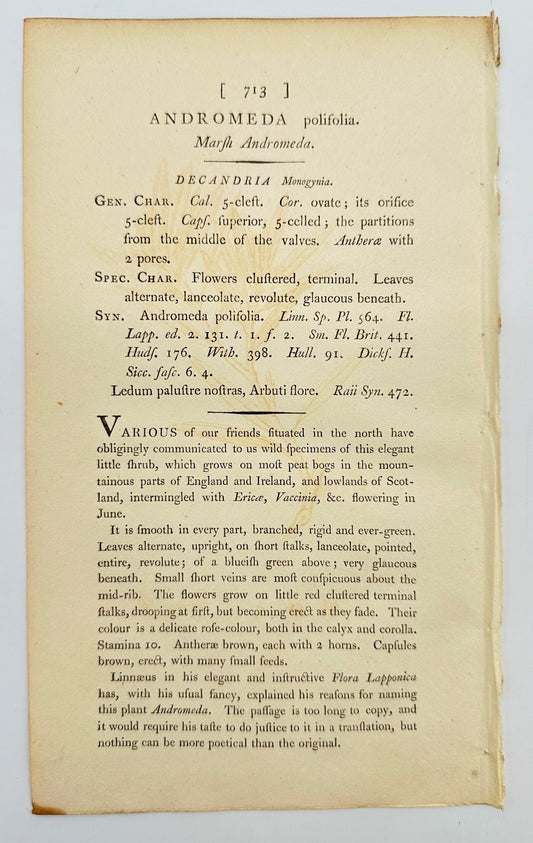 [ 713 ]
ANDROMEDA polifolia.
Marſh Andromeda.
DECANDRIA Monogynia.
GEN. CHAR. Cal. 5-cleft. Cor. ovate; its orifice
5-cleft. Capſ. ſuperior, 5-celled; the partitions
from the middle of the valves. Antheræ with
2 pores.
SPEC. CHAR. Flowers cluſtered, terminal. Leaves
alternate, lanceolate, revolute, glaucous beneath.
SYN. Andromeda polifolia. Linn. Sp. Pl. 564. Fl.
Lapp. ed. 2. 131. t. 1. f. 2. Sm. Fl. Brit. 441.
Hudſ. 176. With. 398. Hull. 91. Dickſ. H.
Sicc. faſc. 6. 4.
Ledum paluſtre noſtras, Arbuti flore. Raii Syn. 472.
VARIOUS of our friends ſituated in the north have
obligingly communicated to us wild ſpecimens of this elegant
little ſhrub, which grows on moſt peat bogs in the moun-
tainous parts of England and Ireland, and lowlands of Scot-
land, intermingled with Ericæ, Vaccinia, &c. flowering in
June.
It is ſmooth in every part, branched, rigid and ever-green.
Leaves alternate, upright, on ſhort ſtalks, lanceolate, pointed,
entire, revolute; of a blueiſh green above; very glaucous
beneath. Small ſhort veins are moſt conſpicuous about the
mid-rib. The flowers grow on little red cluſtered terminal
ſtalks, drooping at firſt, but becoming erect as they fade. Their
colour is a delicate roſe-colour, both in the calyx and corolla.
Stamina 10. Antheræ brown, each with 2 horns. Capſules
brown, erect, with many ſmall ſeeds.
Linnæus in his elegant and inſtructive Flora Lapponica
has, with his uſual fancy, explained his reaſons for naming
this plant Andromeda. The paſſage is too long to copy, and
it would require his taſte to do juſtice to it in a tranſlation, but
nothing can be more poetical than the original.